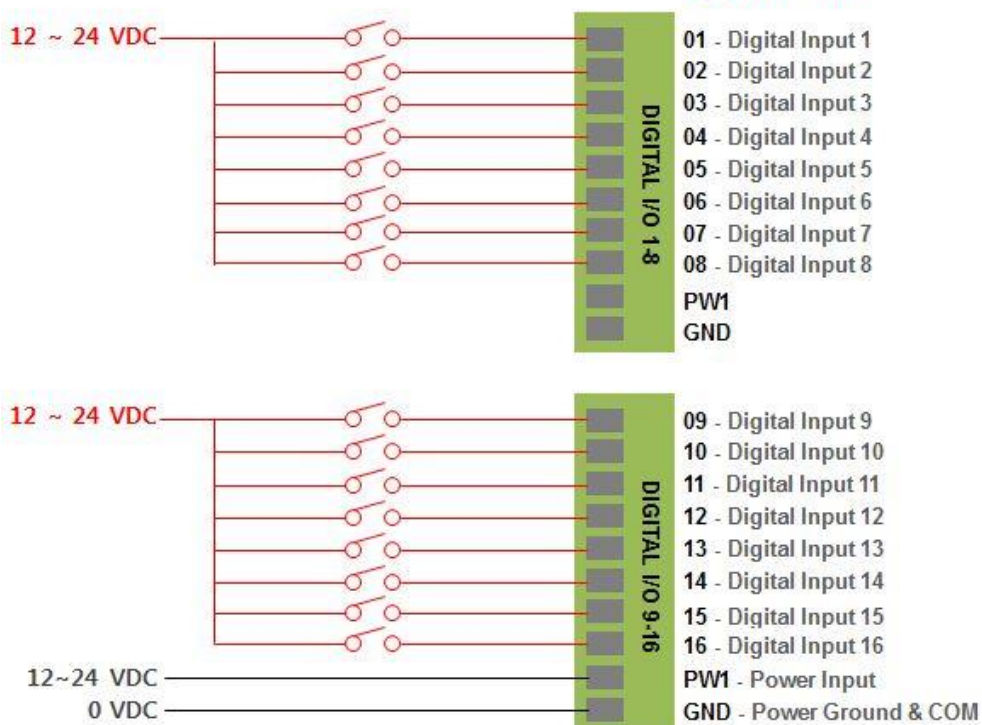 12 ~ 24 VDC
01 - Digital Input 1
02 - Digital Input 2
03 - Digital Input 3
04 - Digital Input 4
05 - Digital Input 5
06 - Digital Input 6
07 - Digital Input 7
08 - Digital Input 8
PW1
GND
DIGITAL I/O 1-8
12 ~ 24 VDC
09 - Digital Input 9
10 - Digital Input 10
11 - Digital Input 11
12 - Digital Input 12
13 - Digital Input 13
14 - Digital Input 14
15 - Digital Input 15
16 - Digital Input 16
DIGITAL I/O 9-16
12~24 VDC
PW1 - Power Input
0 VDC
GND - Power Ground & COM